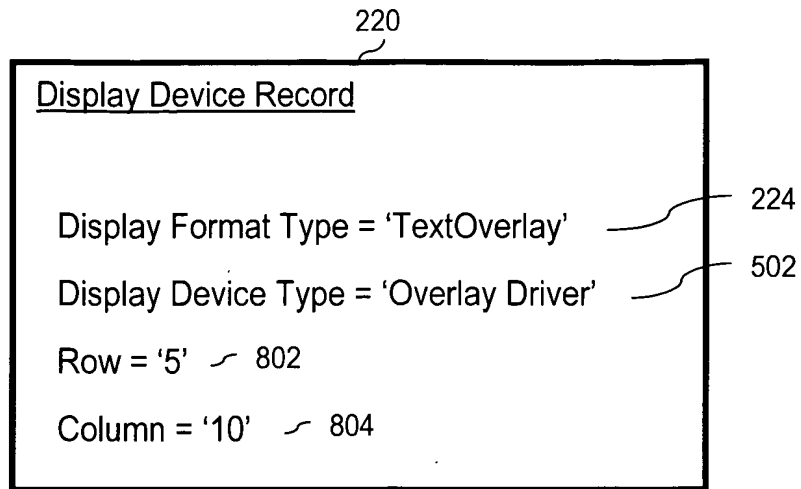 220
Display Device Record
Display Format Type = ‘TextOverlay’ 224
Display Device Type = ‘Overlay Driver’ 502
Row = ‘5’ 802
Column = ‘10’ 804